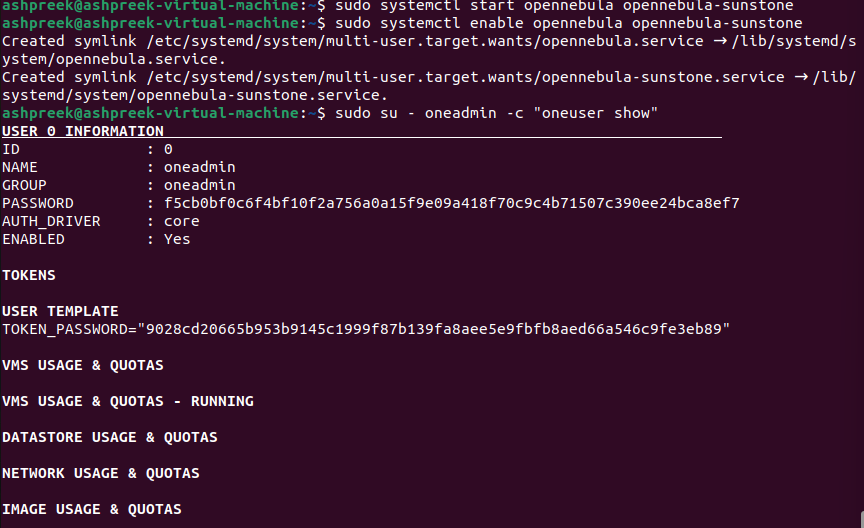 ashpreek@ashpreek-virtual-machine:~$ sudo systemctl start opennebula opennebula-sunstone
ashpreek@ashpreek-virtual-machine:~$ sudo systemctl enable opennebula opennebula-sunstone
Created symlink /etc/systemd/system/multi-user.target.wants/opennebula.service → /lib/systemd/s
ystem/opennebula.service.
Created symlink /etc/systemd/system/multi-user.target.wants/opennebula-sunstone.service → /lib/
systemd/system/opennebula-sunstone.service.
ashpreek@ashpreek-virtual-machine:~$ sudo su - oneadmin -c "oneuser show"
USER 0 INFORMATION
ID : 0
NAME : oneadmin
GROUP : oneadmin
PASSWORD : f5cb0bf0c6f4bf10f2a756a0a15f9e09a418f70c9c4b71507c390ee24bca8ef7
AUTH_DRIVER : core
ENABLED : Yes
TOKENS
USER TEMPLATE
TOKEN_PASSWORD="9028cd20665b953b9145c1999f87b139fa8aee5e9fbfb8aed66a546c9fe3eb89"
VMS USAGE & QUOTAS
VMS USAGE & QUOTAS - RUNNING
DATASTORE USAGE & QUOTAS
NETWORK USAGE & QUOTAS
IMAGE USAGE & QUOTAS